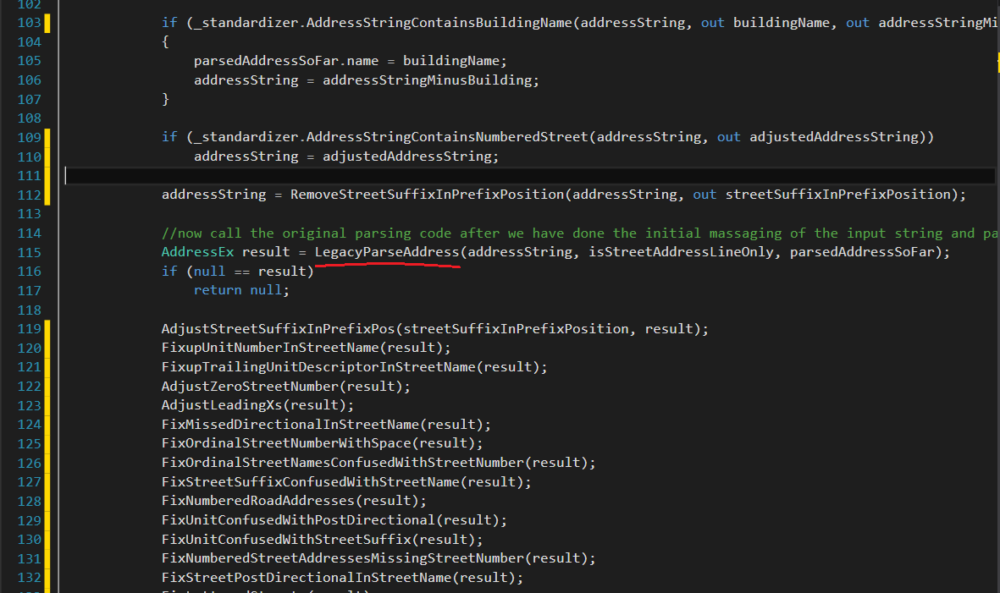 102
103 if (_standardizer.AddressStringContainsBuildingName(addressString, out buildingName, out addressStringMi
104 {
105 parsedAddressSoFar.name = buildingName;
106 addressString = addressStringMinusBuilding;
107 }
108
109 if (_standardizer.AddressStringContainsNumberedStreet(addressString, out adjustedAddressString))
110 addressString = adjustedAddressString;
111
112 addressString = RemoveStreetSuffixInPrefixPosition(addressString, out streetSuffixInPrefixPosition);
113
114 //now call the original parsing code after we have done the initial massaging of the input string and pa
115 AddressEx result = LegacyParseAddress(addressString, isStreetAddressLineOnly, parsedAddressSoFar);
116 if (null == result)
117 return null;
118
119 AdjustStreetSuffixInPrefixPos(streetSuffixInPrefixPosition, result);
120 FixupUnitNumberInStreetName(result);
121 FixupTrailingUnitDescriptorInStreetName(result);
122 AdjustZeroStreetNumber(result);
123 AdjustLeadingXs(result);
124 FixMissedDirectionalInStreetName(result);
125 FixOrdinalStreetNumberWithSpace(result);
126 FixOrdinalStreetNamesConfusedWithStreetNumber(result);
127 FixStreetSuffixConfusedWithStreetName(result);
128 FixNumberedRoadAddresses(result);
129 FixUnitConfusedWithPostDirectional(result);
130 FixUnitConfusedWithStreetSuffix(result);
131 FixNumberedStreetAddressesMissingStreetNumber(result);
132 FixStreetPostDirectionalInStreetName(result);